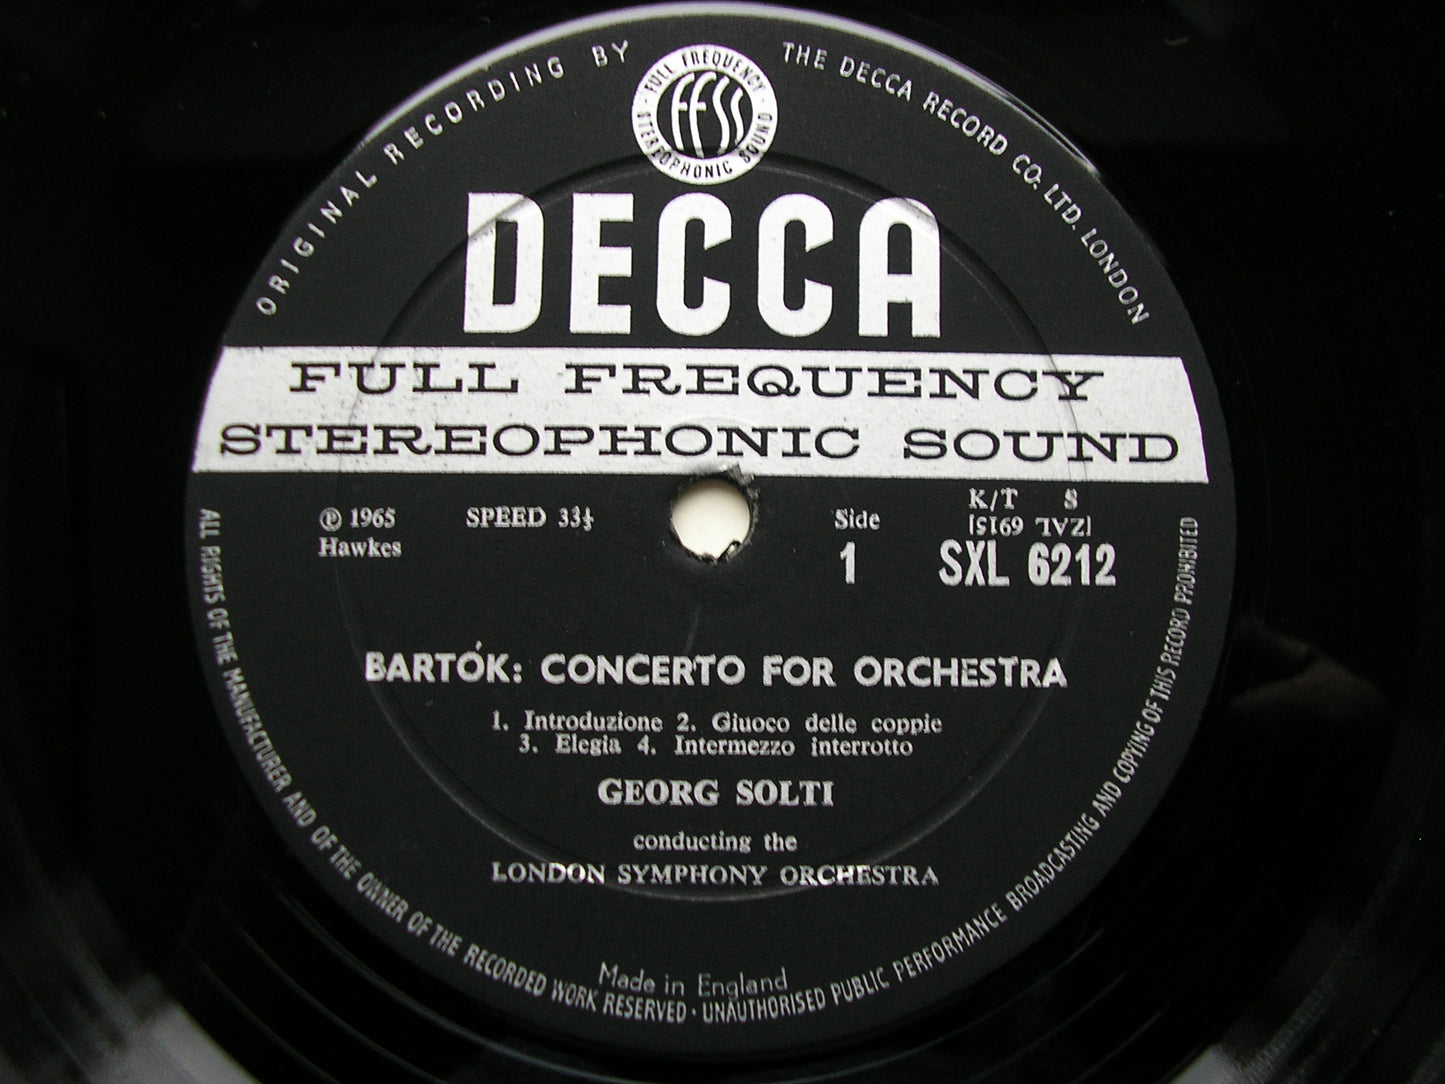 ORIGINAL RECORDING BY
THE DECCA RECORD CO. LTD. LONDON
FULL FREQUENCY
ffss
STEREOPHONIC SOUND
DECCA
FULL FREQUENCY
STEREOPHONIC SOUND
℗ 1965
Hawkes
SPEED 33⅓
Side
1
K/T S
[ZAL 6915]
SXL 6212
BARTÓK: CONCERTO FOR ORCHESTRA
1. Introduzione 2. Giuoco delle coppie
3. Elegia 4. Intermezzo interrotto
GEORG SOLTI
conducting the
LONDON SYMPHONY ORCHESTRA
Made in England
ALL RIGHTS OF THE MANUFACTURER AND OF THE OWNER OF THE RECORDED WORK RESERVED · UNAUTHORISED PUBLIC PERFORMANCE BROADCASTING AND COPYING OF THIS RECORD PROHIBITED